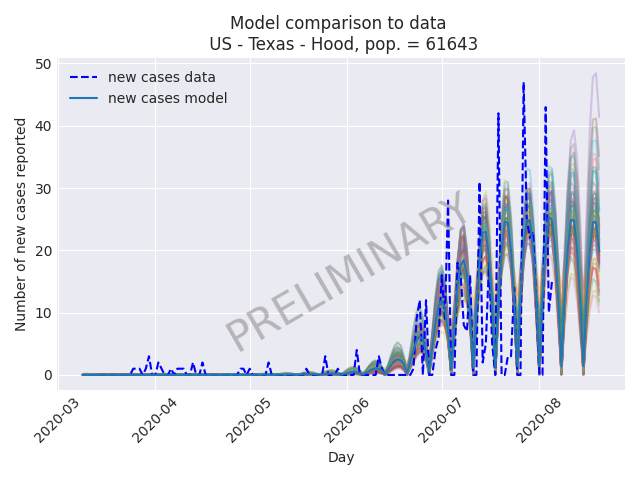 Model comparison to data
US - Texas - Hood, pop. = 61643
new cases data
new cases model
PRELIMINARY
Number of new cases reported
50
40
30
20
10
0
2020-03
2020-04
2020-05
2020-06
2020-07
2020-08
Day